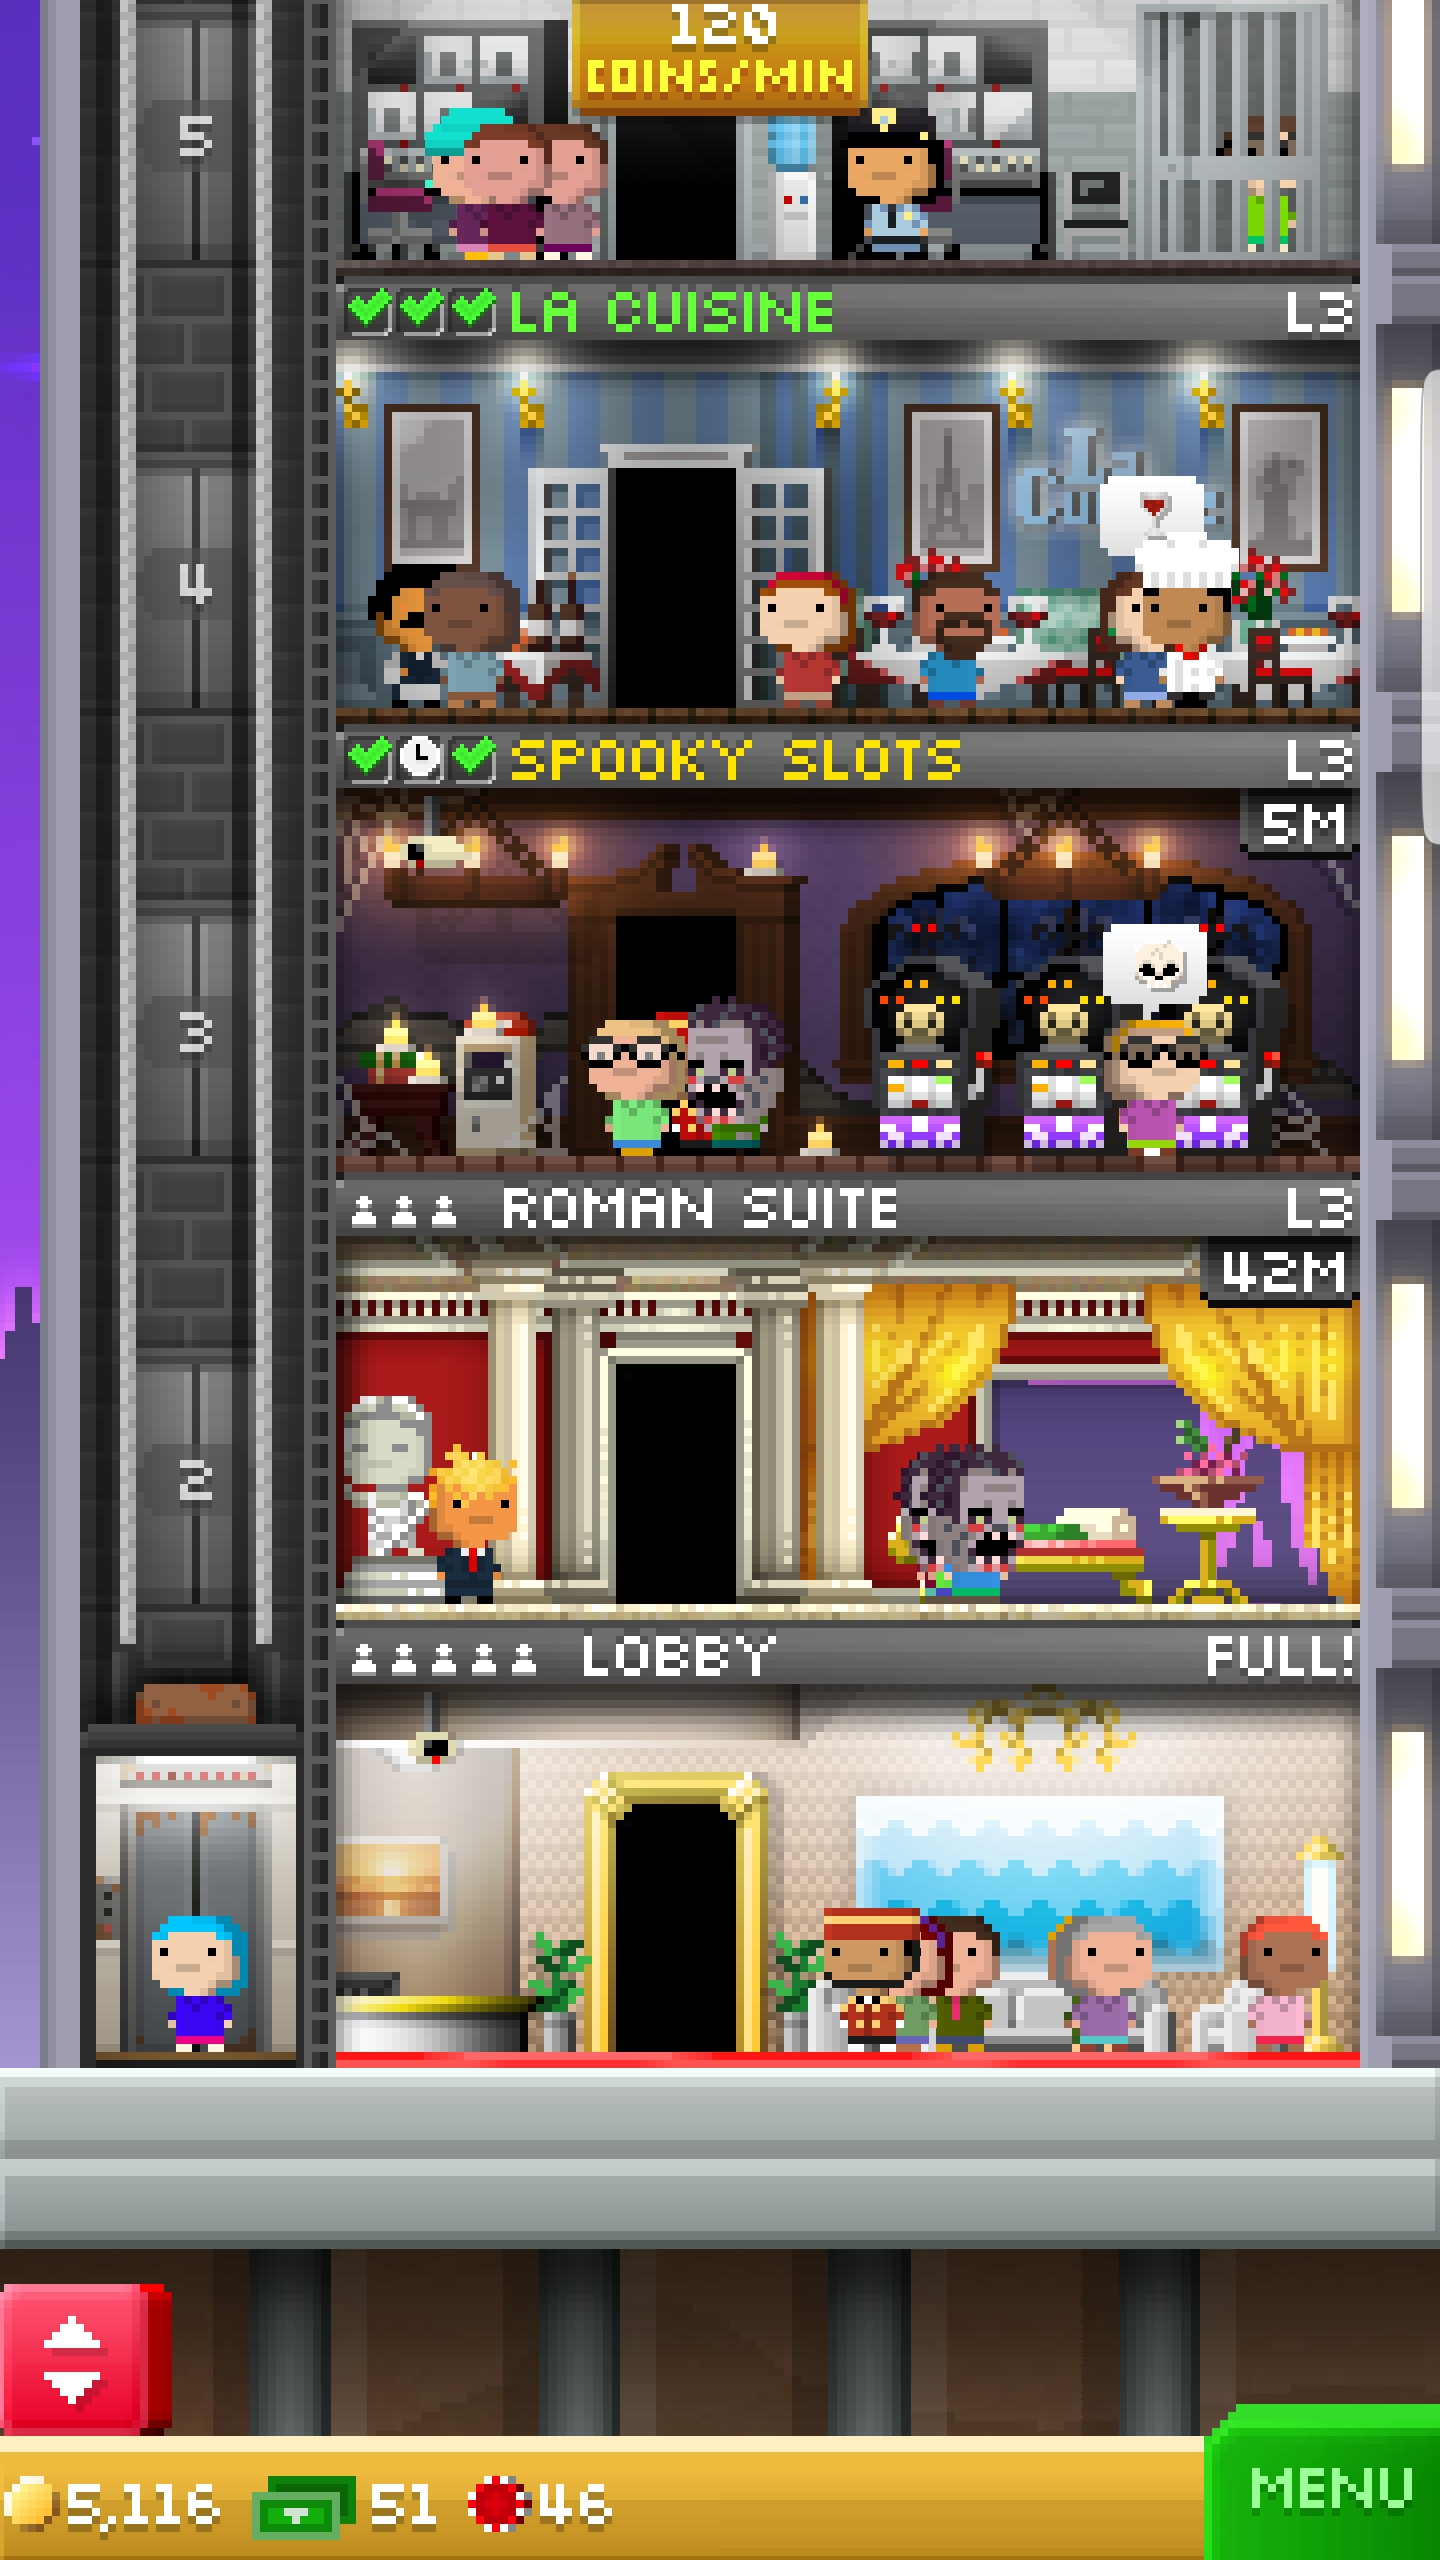 120
COINS/MIN
5
LA CUISINE L3
La
4
SPOOKY SLOTS L3
5M
3
ROMAN SUITE L3
42M
2
LOBBY FULL!
5,116 51 46
MENU